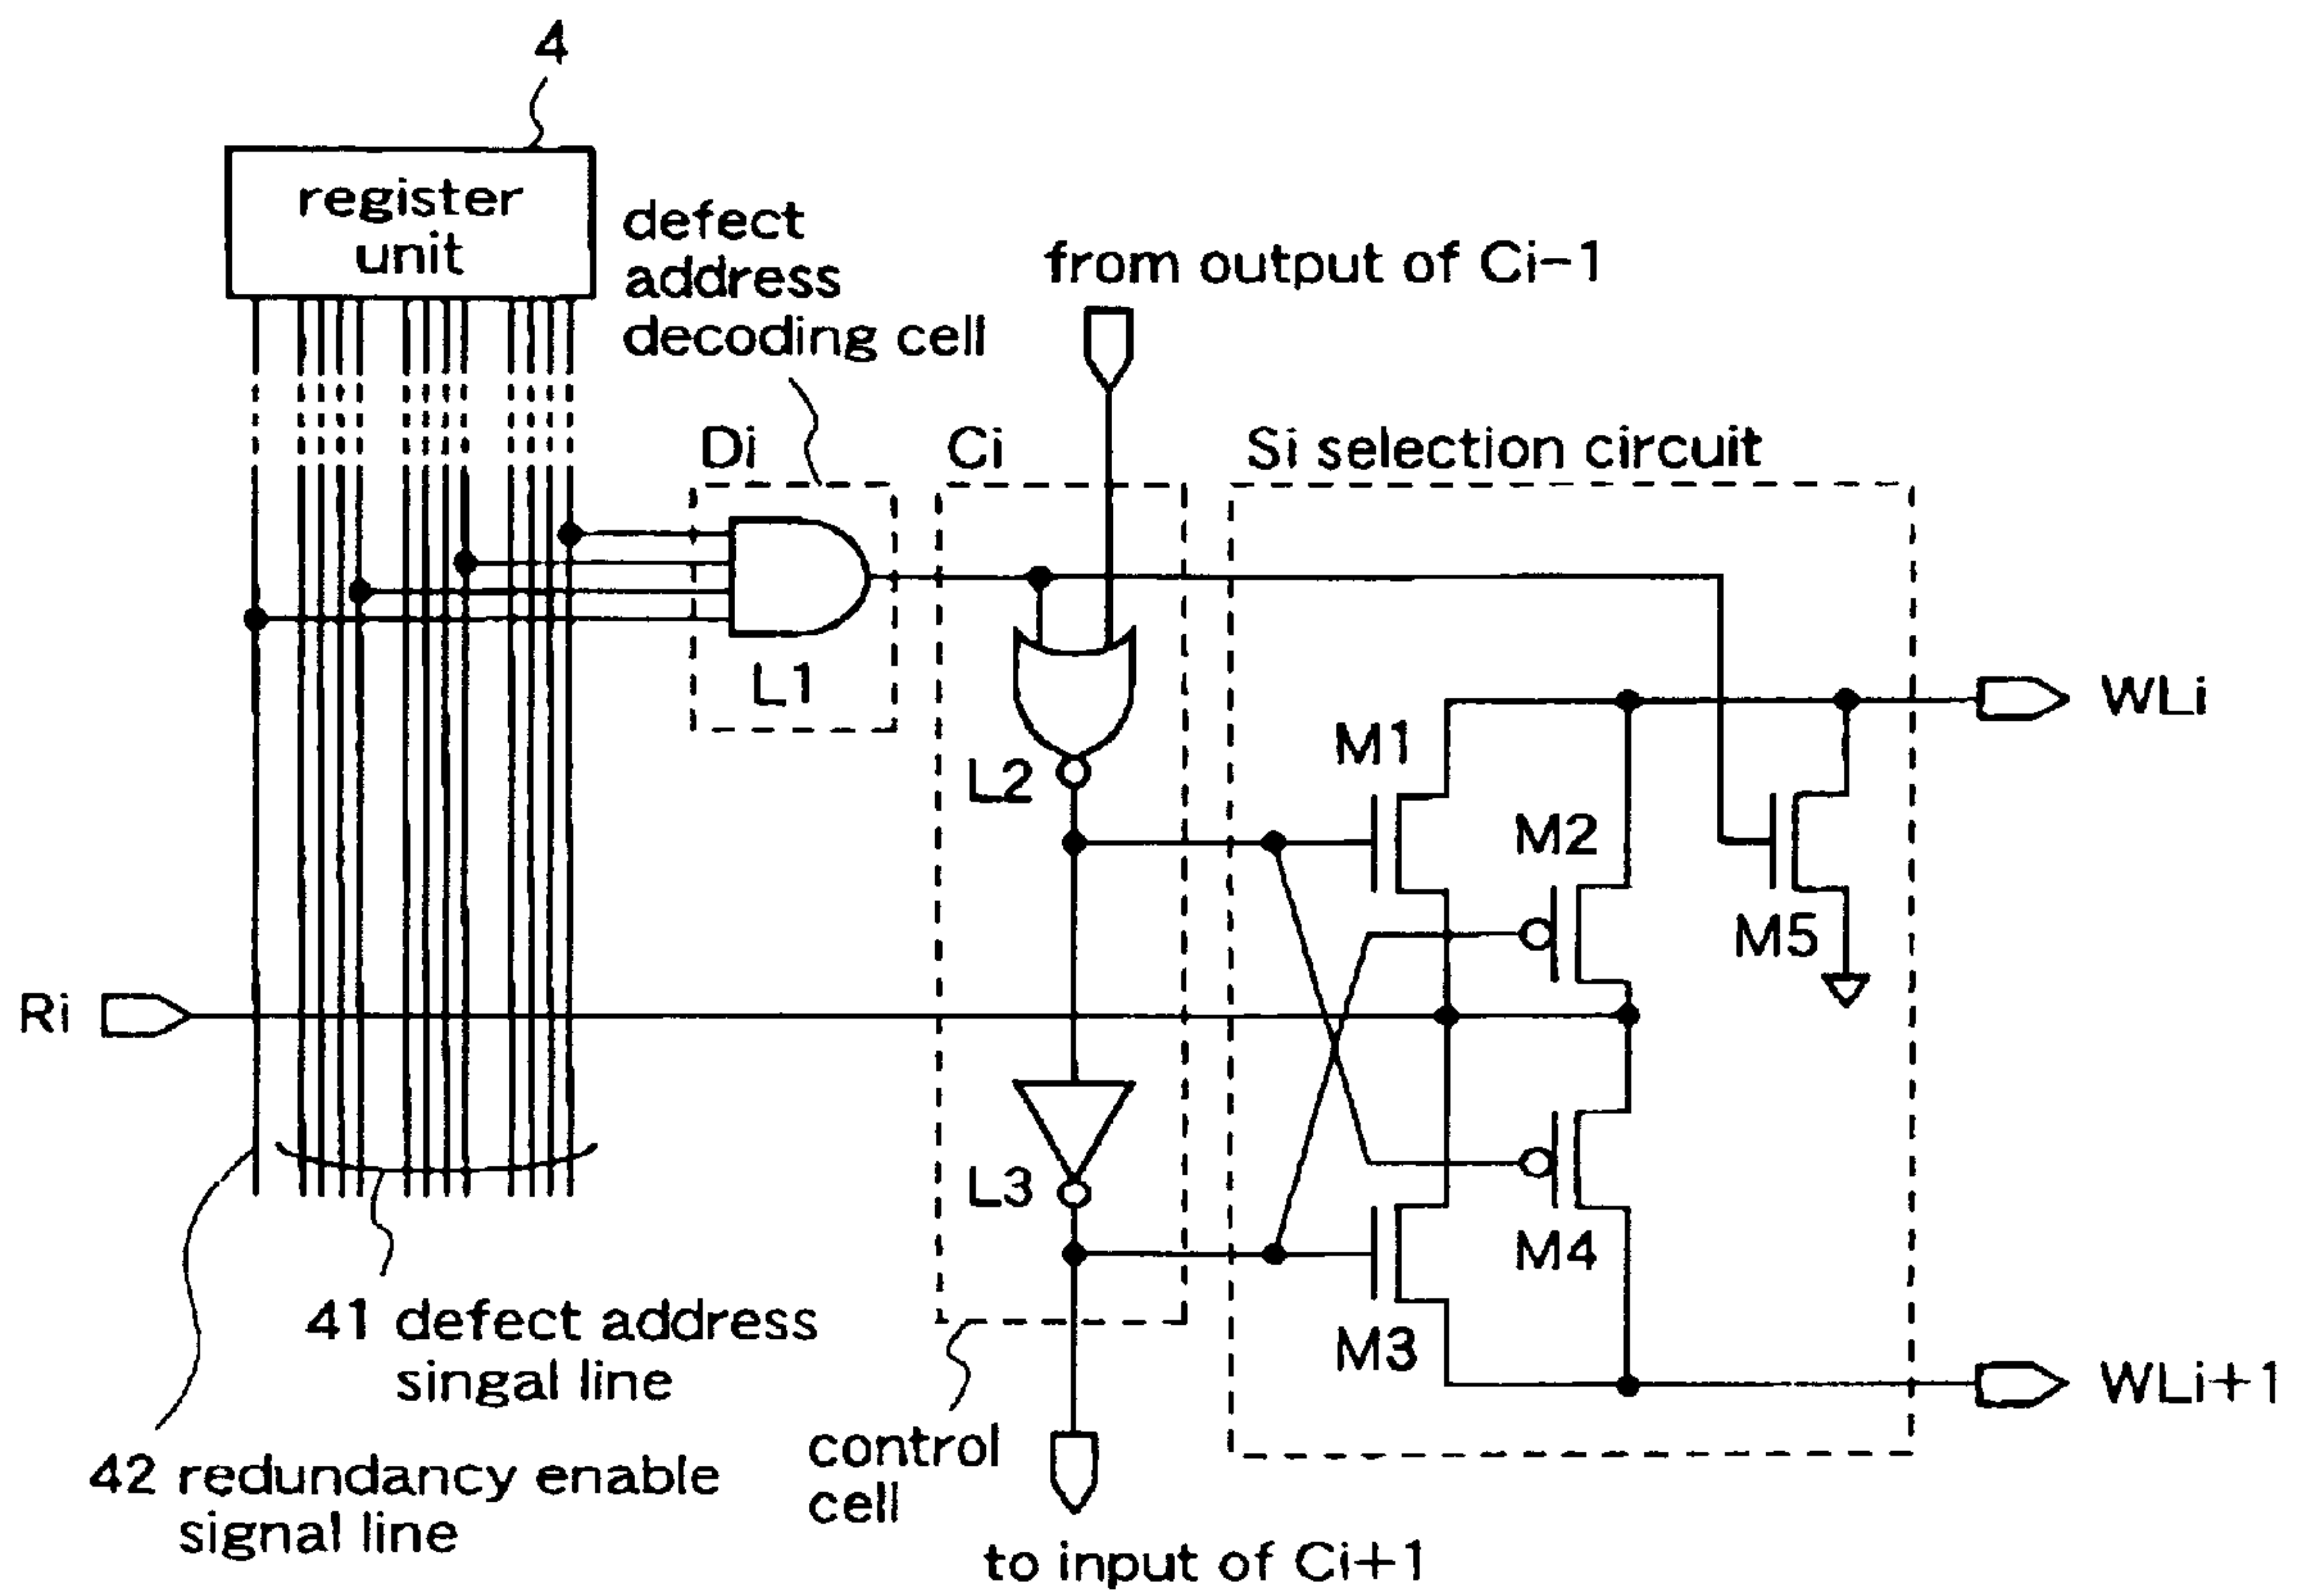 4
register
unit
defect
address
decoding cell
from output of Ci−1
Di
Ci
Si selection circuit
L1
WLi
M1
L2
M2
M5
Ri
L3
M4
41 defect address
singal line
M3
WLi+1
control
cell
42 redundancy enable
signal line
to input of Ci+1